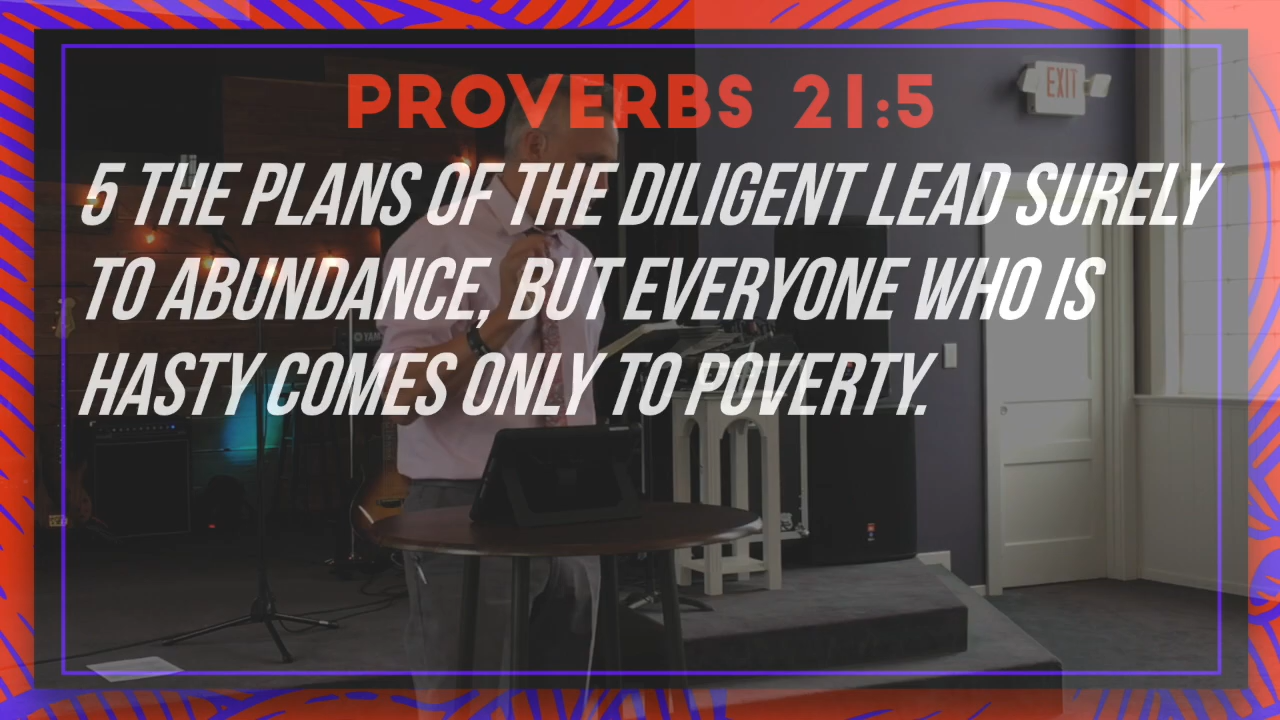 EXIT
PROVERBS 21:5
5 THE PLANS OF THE DILIGENT LEAD SURELY
TO ABUNDANCE, BUT EVERYONE WHO IS
HASTY COMES ONLY TO POVERTY.